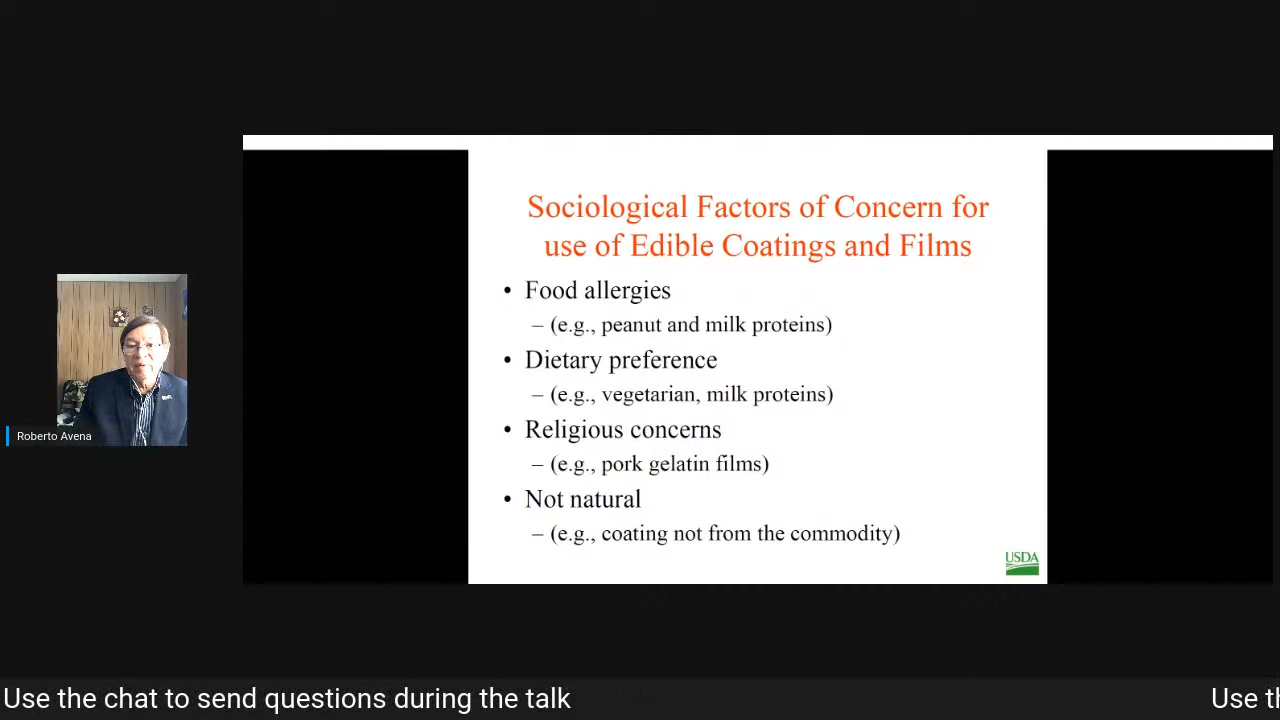 Sociological Factors of Concern for
use of Edible Coatings and Films
• Food allergies
– (e.g., peanut and milk proteins)
• Dietary preference
– (e.g., vegetarian, milk proteins)
• Religious concerns
– (e.g., pork gelatin films)
• Not natural
– (e.g., coating not from the commodity)
USDA
Roberto Avena
Use the chat to send questions during the talk
Use th